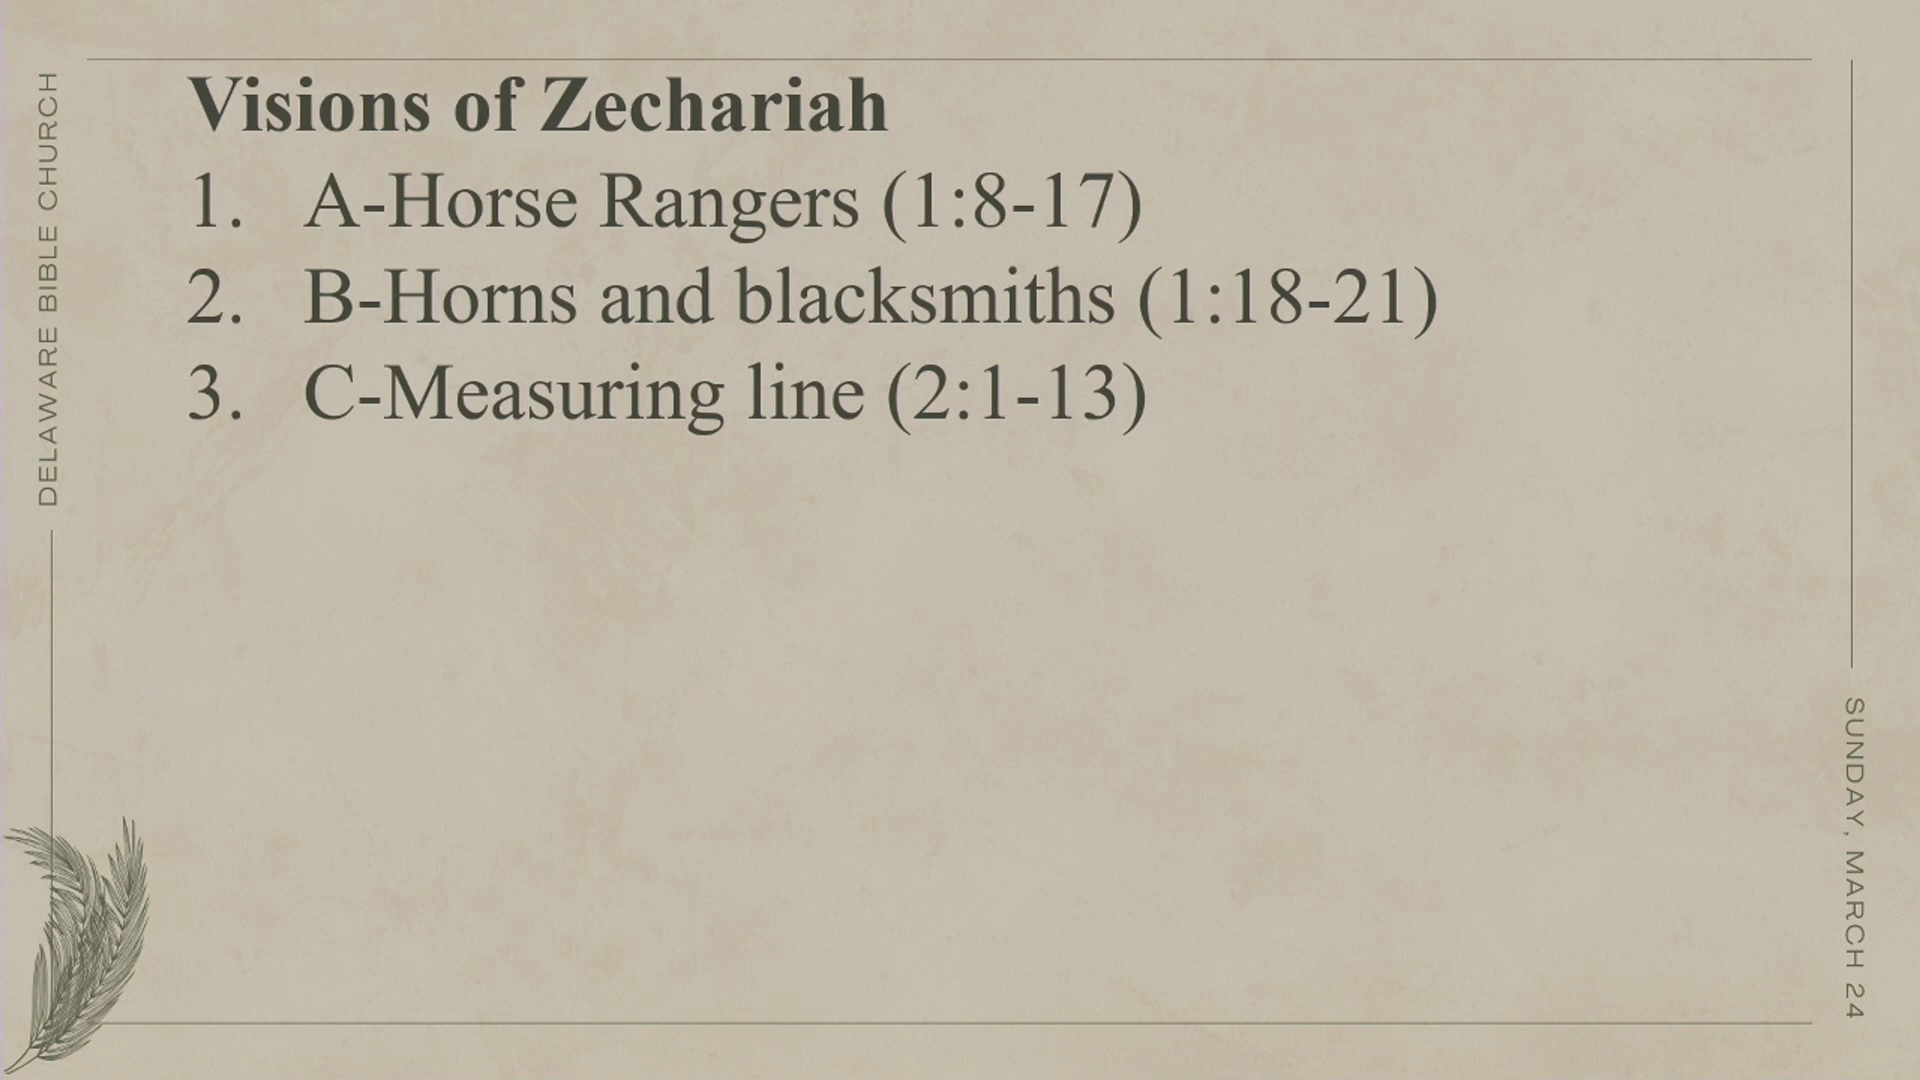 DELAWARE BIBLE CHURCH
Visions of Zechariah
1. A-Horse Rangers (1:8-17)
2. B-Horns and blacksmiths (1:18-21)
3. C-Measuring line (2:1-13)
SUNDAY, MARCH 24